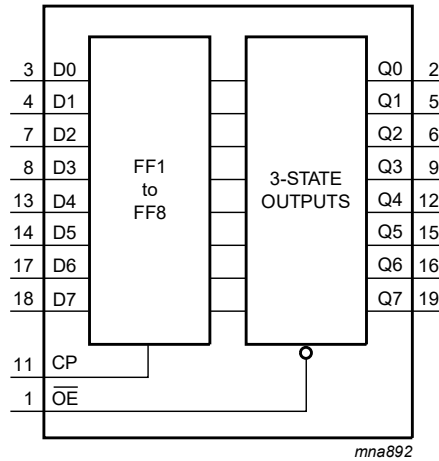 3 D0 Q0 2
4 D1 Q1 5
7 D2 Q2 6
8 D3 FF1 Q3 9
to 3-STATE
13 D4 FF8 OUTPUTS Q4 12
14 D5 Q5 15
17 D6 Q6 16
18 D7 Q7 19
11 CP
1 O̅E̅
mna892